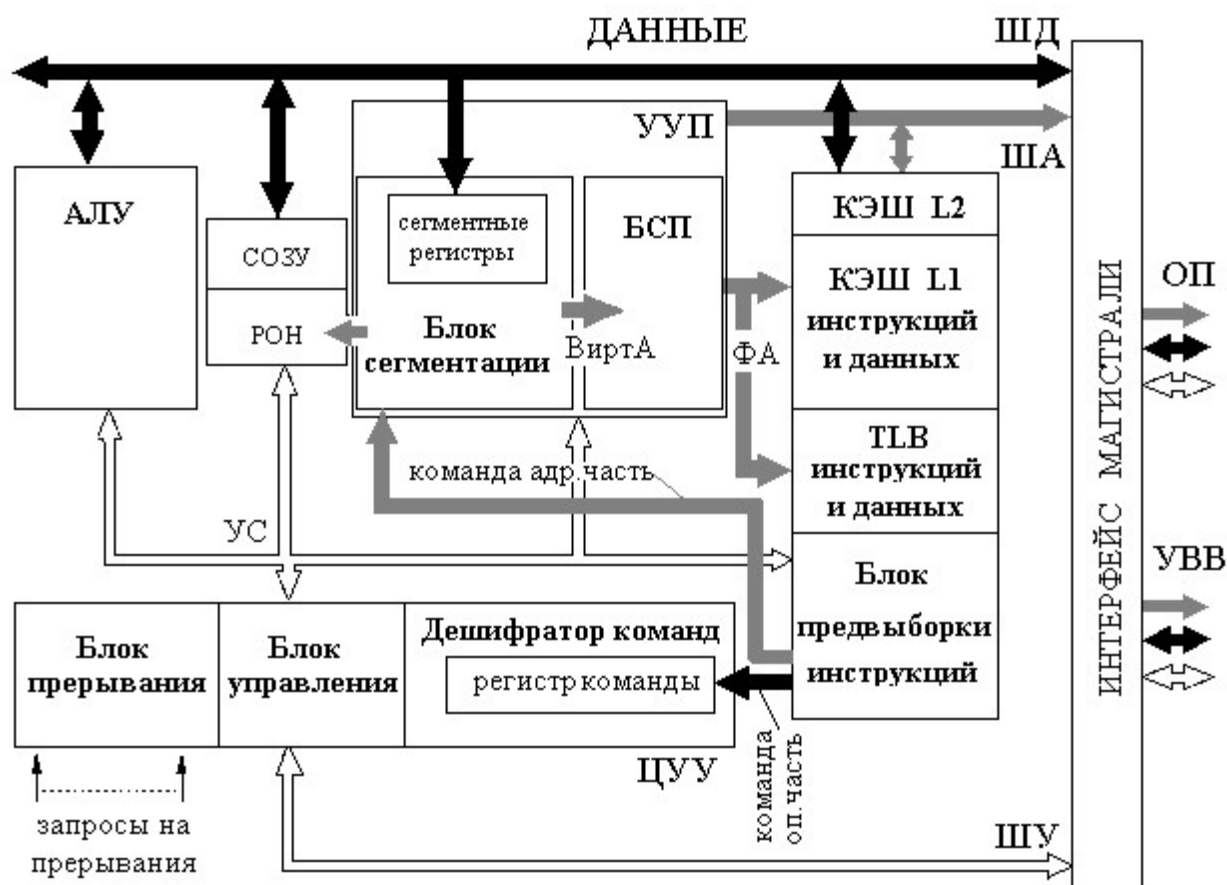 ДАННЫЕ
ШД
УУП
ША
АЛУ
СОЗУ
РОН
сегментные
регистры
Блок
сегментации
БСП
ВиртА
ФА
КЭШ L2
КЭШ L1
инструкций
и данных
TLB
инструкций
и данных
Блок
предвыборки
инструкций
команда адр.часть
УС
Блок
прерывания
Блок
управления
Дешифратор команд
регистр команды
ЦУУ
команда
оп.часть
запросы на
прерывания
ШУ
ИНТЕРФЕЙС МАГИСТРАЛИ
ОП
УВВ